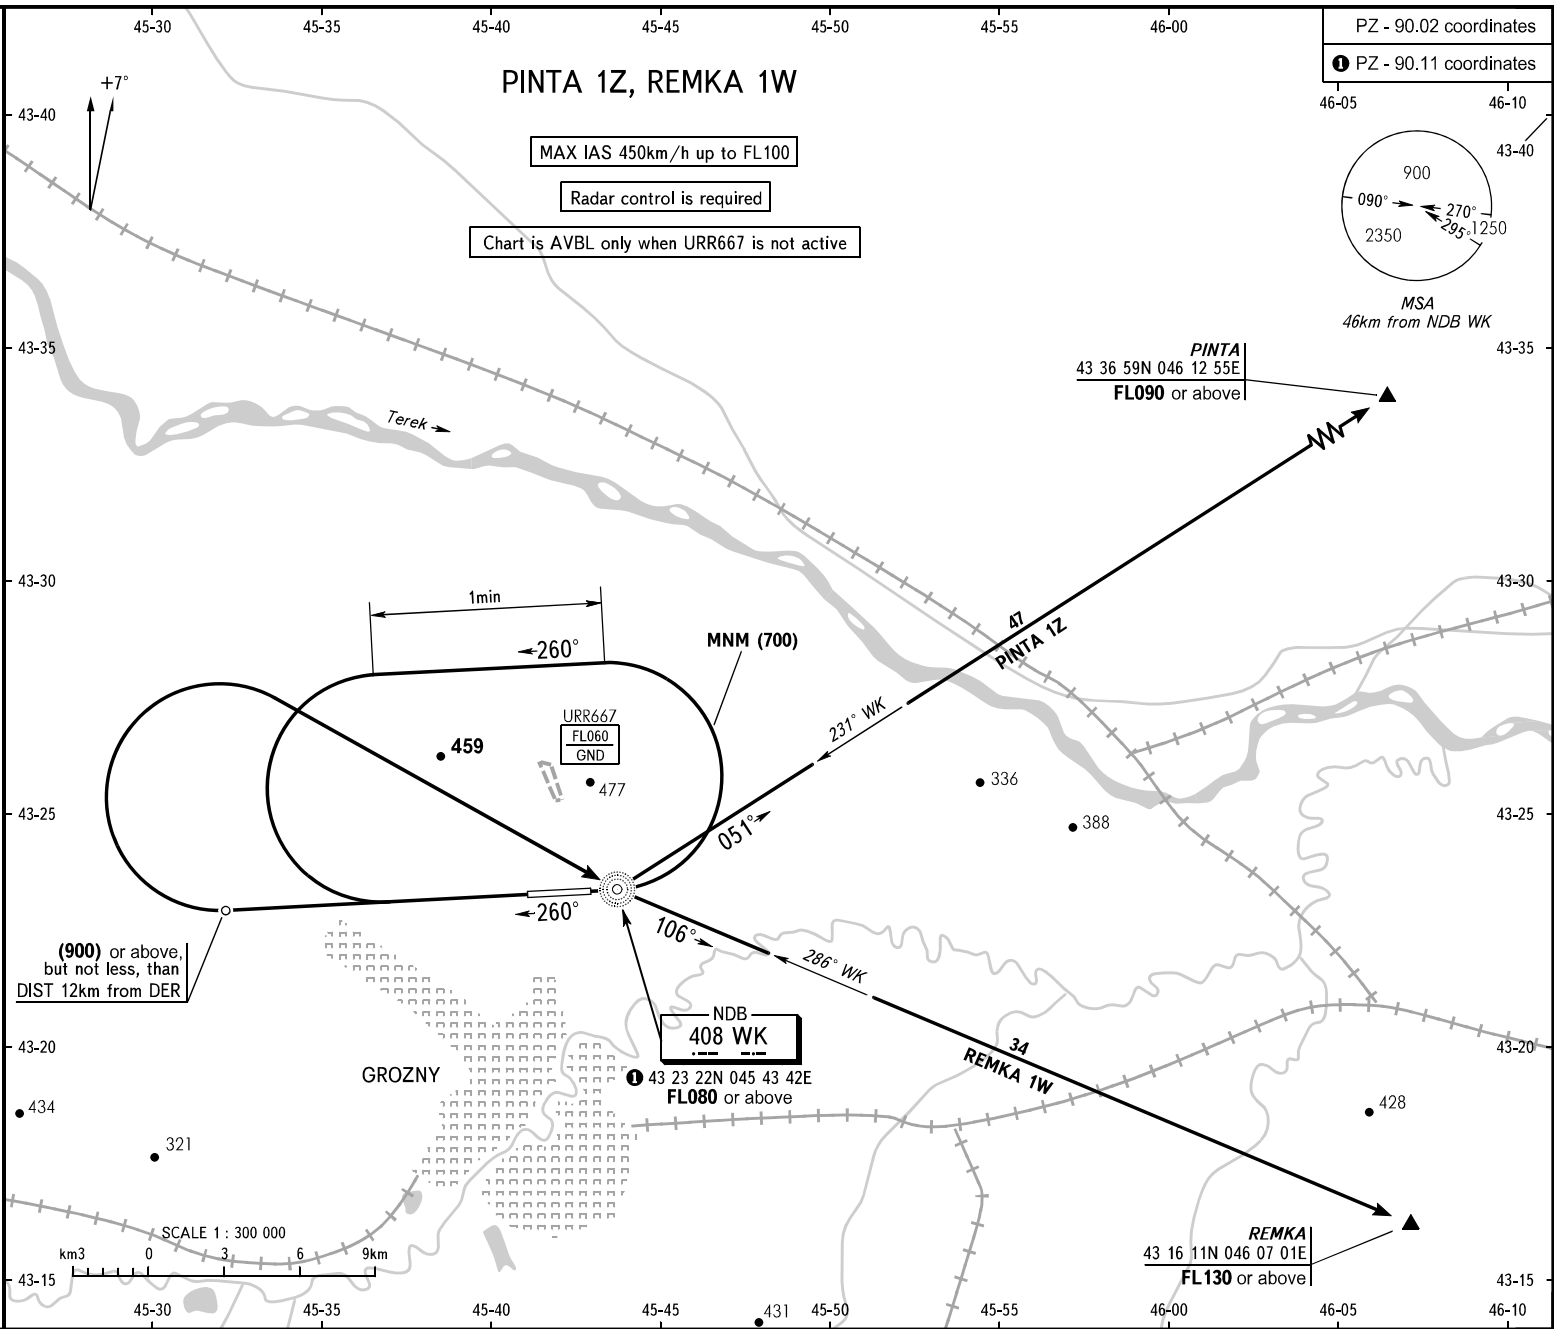 45-30
45-35
45-40
45-45
45-50
45-55
46-00
PZ - 90.02 coordinates
❶ PZ - 90.11 coordinates
46-05
46-10
+7°
PINTA 1Z, REMKA 1W
43-40
43-40
MAX IAS 450km/h up to FL100
Radar control is required
Chart is AVBL only when URR667 is not active
900
090°
270°
295°
1250
2350
MSA
46km from NDB WK
43-35
43-35
PINTA
43 36 59N 046 12 55E
FL090 or above
Terek
43-30
43-30
1min
260°
MNM (700)
47
PINTA 1Z
231° WK
URR667
FL060
GND
459
477
336
388
43-25
43-25
051°
260°
106°
286° WK
(900) or above,
but not less, than
DIST 12km from DER
NDB
408 WK
·–– –·–
❶ 43 23 22N 045 43 42E
FL080 or above
43-20
43-20
GROZNY
34
REMKA 1W
434
321
428
SCALE 1 : 300 000
km3 0 3 6 9km
REMKA
43 16 11N 046 07 01E
FL130 or above
43-15
43-15
431
45-30
45-35
45-40
45-45
45-50
45-55
46-00
46-05
46-10